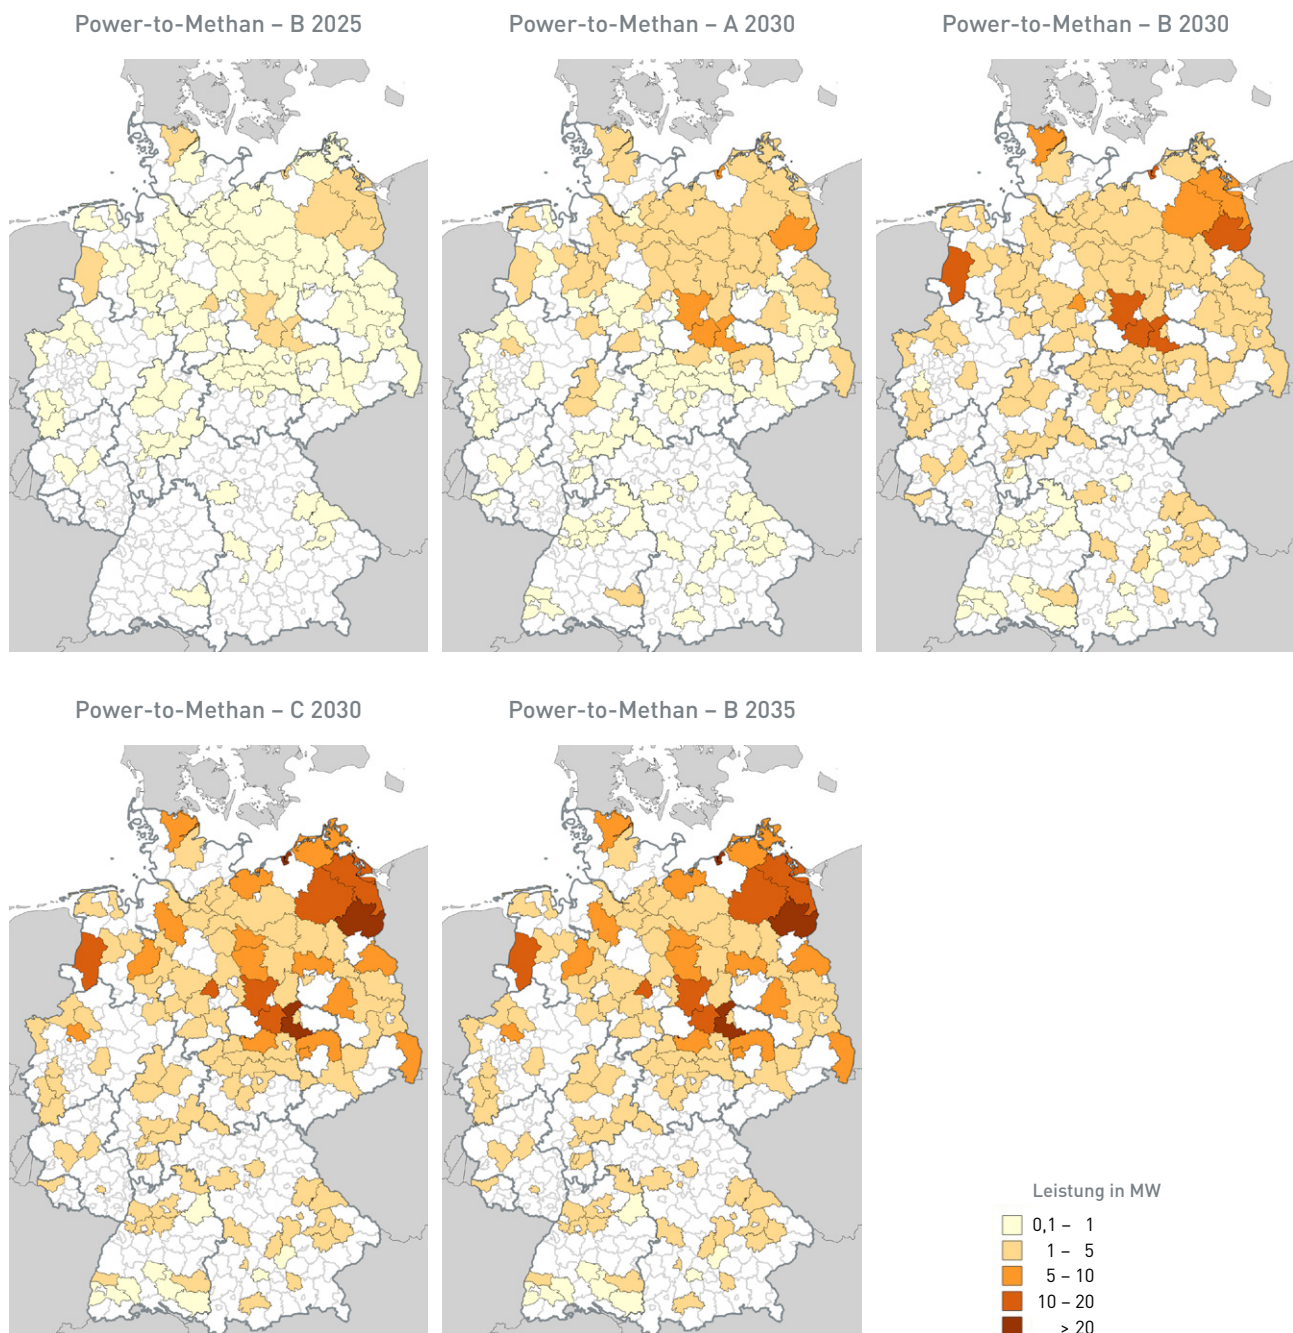 Power-to-Methan – B 2025
Power-to-Methan – A 2030
Power-to-Methan – B 2030
Power-to-Methan – C 2030
Power-to-Methan – B 2035
Leistung in MW
0,1 – 1
1 – 5
5 – 10
10 – 20
> 20